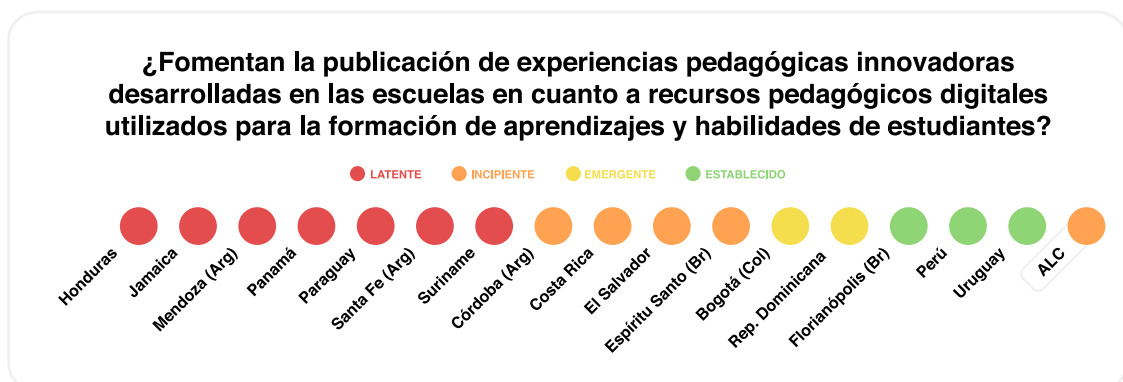 ¿Fomentan la publicación de experiencias pedagógicas innovadoras
desarrolladas en las escuelas en cuanto a recursos pedagógicos digitales
utilizados para la formación de aprendizajes y habilidades de estudiantes?
LATENTE INCIPIENTE EMERGENTE ESTABLECIDO
Honduras
Jamaica
Mendoza (Arg)
Panamá
Paraguay
Santa Fe (Arg)
Suriname
Córdoba (Arg)
Costa Rica
El Salvador
Espíritu Santo (Br)
Bogotá (Col)
Rep. Dominicana
Florianópolis (Br)
Perú
Uruguay
ALC